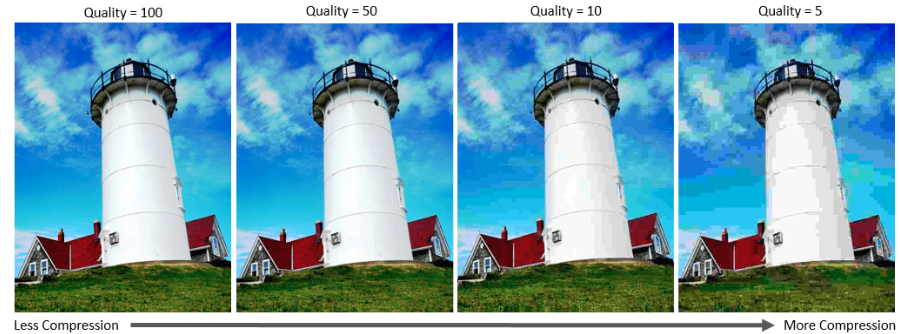 Quality = 100
Quality = 50
Quality = 10
Quality = 5
Less Compression
More Compression